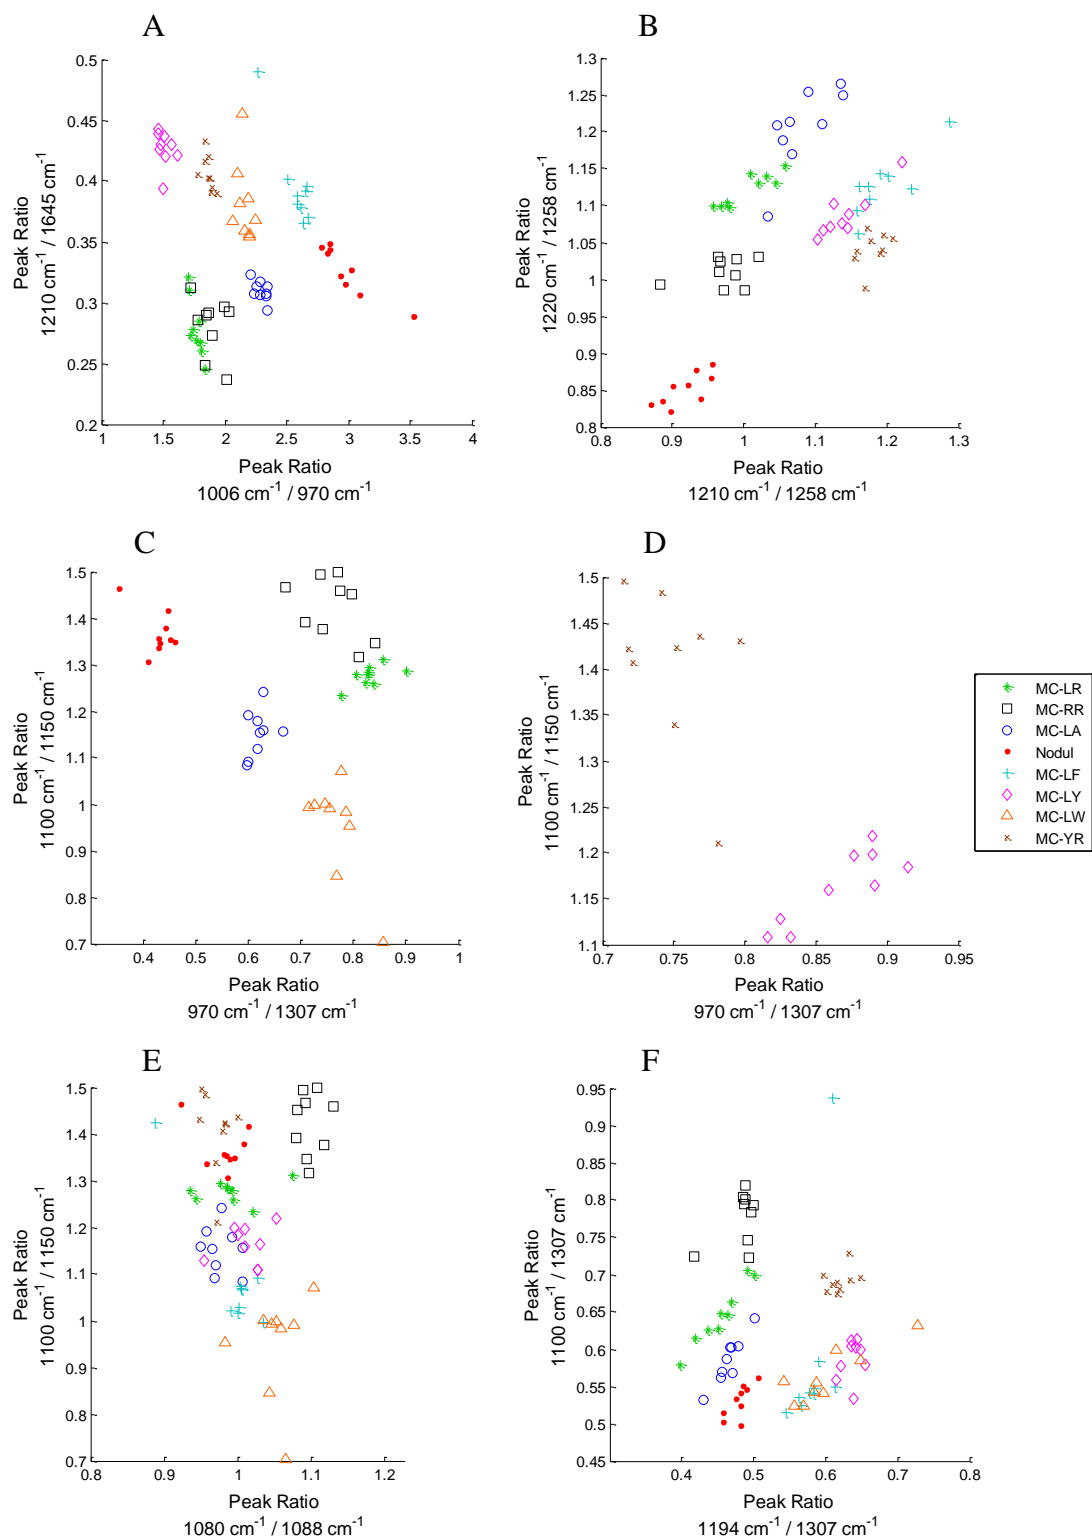 A
0.5
0.45
0.4
0.35
0.3
0.25
0.2
1
1.5
2
2.5
3
3.5
4
Peak Ratio
1210 cm⁻¹ / 1645 cm⁻¹
Peak Ratio
1006 cm⁻¹ / 970 cm⁻¹
B
1.3
1.25
1.2
1.15
1.1
1.05
1
0.95
0.9
0.85
0.8
0.8
0.9
1
1.1
1.2
1.3
Peak Ratio
1220 cm⁻¹ / 1258 cm⁻¹
Peak Ratio
1210 cm⁻¹ / 1258 cm⁻¹
C
1.5
1.4
1.3
1.2
1.1
1
0.9
0.8
0.7
0.4
0.5
0.6
0.7
0.8
0.9
1
Peak Ratio
1100 cm⁻¹ / 1150 cm⁻¹
Peak Ratio
970 cm⁻¹ / 1307 cm⁻¹
D
1.5
1.45
1.4
1.35
1.3
1.25
1.2
1.15
1.1
0.7
0.75
0.8
0.85
0.9
0.95
Peak Ratio
1100 cm⁻¹ / 1150 cm⁻¹
Peak Ratio
970 cm⁻¹ / 1307 cm⁻¹
MC-LR
MC-RR
MC-LA
Nodul
MC-LF
MC-LY
MC-LW
MC-YR
E
1.5
1.4
1.3
1.2
1.1
1
0.9
0.8
0.7
0.8
0.9
1
1.1
1.2
Peak Ratio
1100 cm⁻¹ / 1150 cm⁻¹
Peak Ratio
1080 cm⁻¹ / 1088 cm⁻¹
F
0.95
0.9
0.85
0.8
0.75
0.7
0.65
0.6
0.55
0.5
0.45
0.4
0.5
0.6
0.7
0.8
Peak Ratio
1100 cm⁻¹ / 1307 cm⁻¹
Peak Ratio
1194 cm⁻¹ / 1307 cm⁻¹